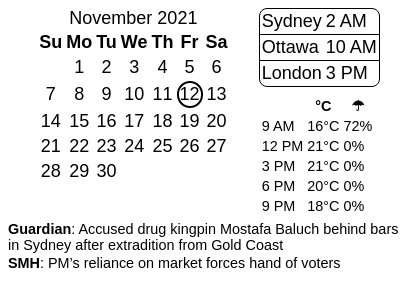 November 2021
Su Mo Tu We Th Fr Sa
1 2 3 4 5 6
7 8 9 10 11 12 13
14 15 16 17 18 19 20
21 22 23 24 25 26 27
28 29 30
Sydney 2 AM
Ottawa 10 AM
London 3 PM
°C ☂
9 AM 16°C 72%
12 PM 21°C 0%
3 PM 21°C 0%
6 PM 20°C 0%
9 PM 18°C 0%
Guardian: Accused drug kingpin Mostafa Baluch behind bars
in Sydney after extradition from Gold Coast
SMH: PM's reliance on market forces hand of voters